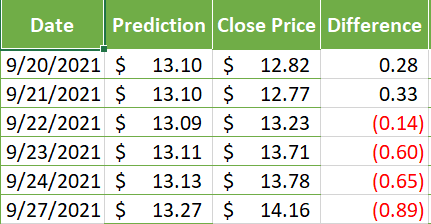 Date Prediction Close Price Difference
9/20/2021 $ 13.10 $ 12.82 0.28
9/21/2021 $ 13.10 $ 12.77 0.33
9/22/2021 $ 13.09 $ 13.23 (0.14)
9/23/2021 $ 13.11 $ 13.71 (0.60)
9/24/2021 $ 13.13 $ 13.78 (0.65)
9/27/2021 $ 13.27 $ 14.16 (0.89)